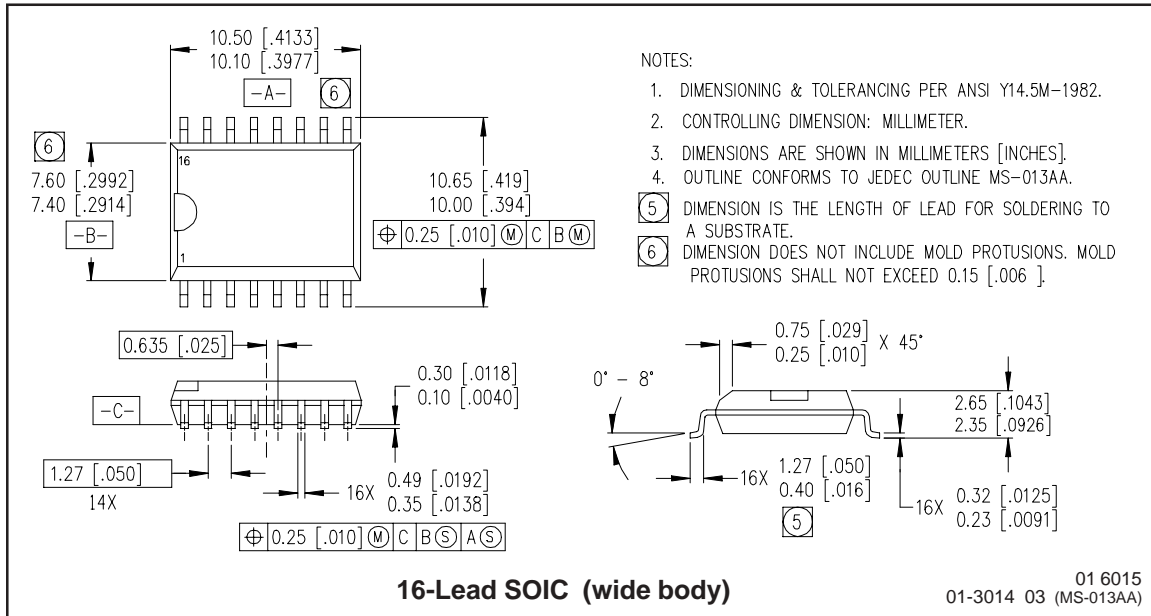 10.50 [.4133]
10.10 [.3977]
-A-
6
6
7.60 [.2992]
7.40 [.2914]
-B-
16
1
10.65 [.419]
10.00 [.394]
⌖ 0.25 [.010] Ⓜ C B Ⓜ
NOTES:
1. DIMENSIONING & TOLERANCING PER ANSI Y14.5M-1982.
2. CONTROLLING DIMENSION: MILLIMETER.
3. DIMENSIONS ARE SHOWN IN MILLIMETERS [INCHES].
4. OUTLINE CONFORMS TO JEDEC OUTLINE MS-013AA.
5 DIMENSION IS THE LENGTH OF LEAD FOR SOLDERING TO
A SUBSTRATE.
6 DIMENSION DOES NOT INCLUDE MOLD PROTUSIONS. MOLD
PROTUSIONS SHALL NOT EXCEED 0.15 [.006 ].
0.635 [.025]
-C-
0.30 [.0118]
0.10 [.0040]
1.27 [.050]
14X
16X
0.49 [.0192]
0.35 [.0138]
⌖ 0.25 [.010] Ⓜ C B Ⓢ A Ⓢ
0.75 [.029]
0.25 [.010]
X 45°
0° - 8°
2.65 [.1043]
2.35 [.0926]
16X
1.27 [.050]
0.40 [.016]
5
16X
0.32 [.0125]
0.23 [.0091]
16-Lead SOIC (wide body)
01 6015
01-3014 03 (MS-013AA)